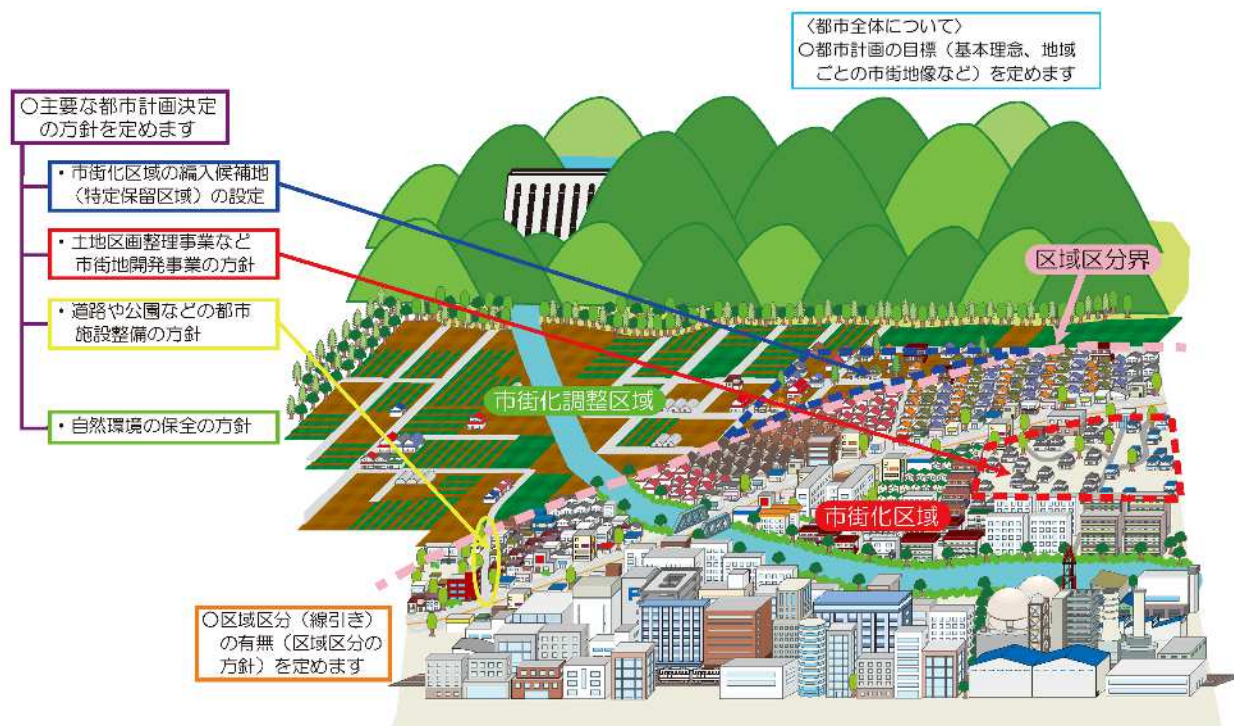 〈都市全体について〉
○都市計画の目標（基本理念、地域
ごとの市街地像など）を定めます
○主要な都市計画決定
の方針を定めます
・市街化区域の編入候補地
（特定保留区域）の設定
・土地区画整理事業など
市街地開発事業の方針
・道路や公園などの都市
施設整備の方針
・自然環境の保全の方針
区域区分界
市街化調整区域
市街化区域
○区域区分（線引き）
の有無（区域区分の
方針）を定めます